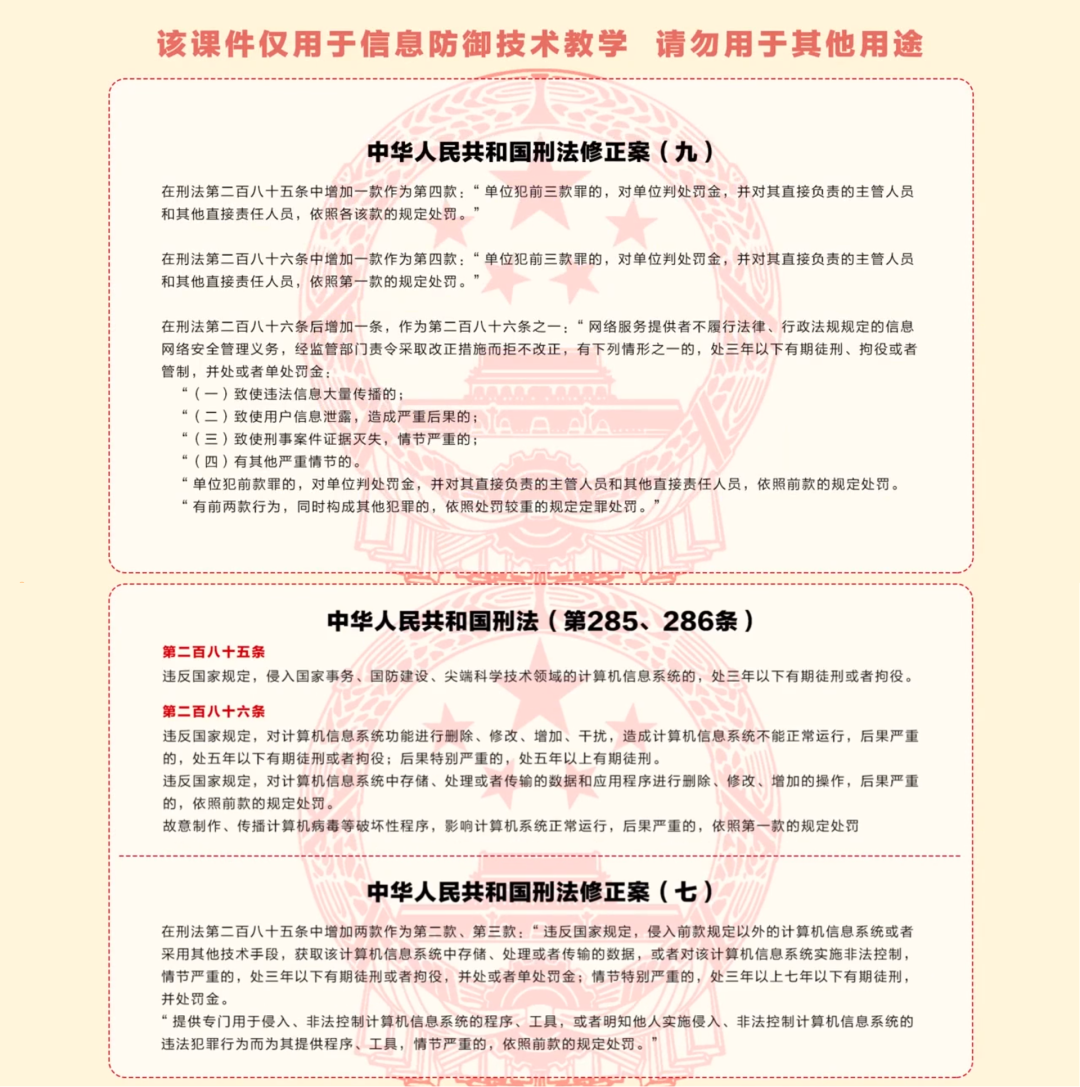 该课件仅用于信息防御技术教学 请勿用于其他用途
中华人民共和国刑法修正案（九）
在刑法第二百八十五条中增加一款作为第四款：“单位犯前三款罪的，对单位判处罚金，并对其直接负责的主管人员
和其他直接责任人员，依照各该款的规定处罚。”
在刑法第二百八十六条中增加一款作为第四款：“单位犯前三款罪的，对单位判处罚金，并对其直接负责的主管人员
和其他直接责任人员，依照第一款的规定处罚。”
在刑法第二百八十六条后增加一条，作为第二百八十六条之一：“网络服务提供者不履行法律、行政法规规定的信息
网络安全管理义务，经监管部门责令采取改正措施而拒不改正，有下列情形之一的，处三年以下有期徒刑、拘役或者
管制，并处或者单处罚金：
“（一）致使违法信息大量传播的；
“（二）致使用户信息泄露，造成严重后果的；
“（三）致使刑事案件证据灭失，情节严重的；
“（四）有其他严重情节的。
“单位犯前款罪的，对单位判处罚金，并对其直接负责的主管人员和其他直接责任人员，依照前款的规定处罚。
“有前两款行为，同时构成其他犯罪的，依照处罚较重的规定定罪处罚。”
中华人民共和国刑法（第285、286条）
第二百八十五条
违反国家规定，侵入国家事务、国防建设、尖端科学技术领域的计算机信息系统的，处三年以下有期徒刑或者拘役。
第二百八十六条
违反国家规定，对计算机信息系统功能进行删除、修改、增加、干扰，造成计算机信息系统不能正常运行，后果严重
的，处五年以下有期徒刑或者拘役；后果特别严重的，处五年以上有期徒刑。
违反国家规定，对计算机信息系统中存储、处理或者传输的数据和应用程序进行删除、修改、增加的操作，后果严重
的，依照前款的规定处罚。
故意制作、传播计算机病毒等破坏性程序，影响计算机系统正常运行，后果严重的，依照第一款的规定处罚
中华人民共和国刑法修正案（七）
在刑法第二百八十五条中增加两款作为第二款、第三款：“违反国家规定，侵入前款规定以外的计算机信息系统或者
采用其他技术手段，获取该计算机信息系统中存储、处理或者传输的数据，或者对该计算机信息系统实施非法控制，
情节严重的，处三年以下有期徒刑或者拘役，并处或者单处罚金；情节特别严重的，处三年以上七年以下有期徒刑，
并处罚金。
“提供专门用于侵入、非法控制计算机信息系统的程序、工具，或者明知他人实施侵入、非法控制计算机信息系统的
违法犯罪行为而为其提供程序、工具，情节严重的，依照前款的规定处罚。”